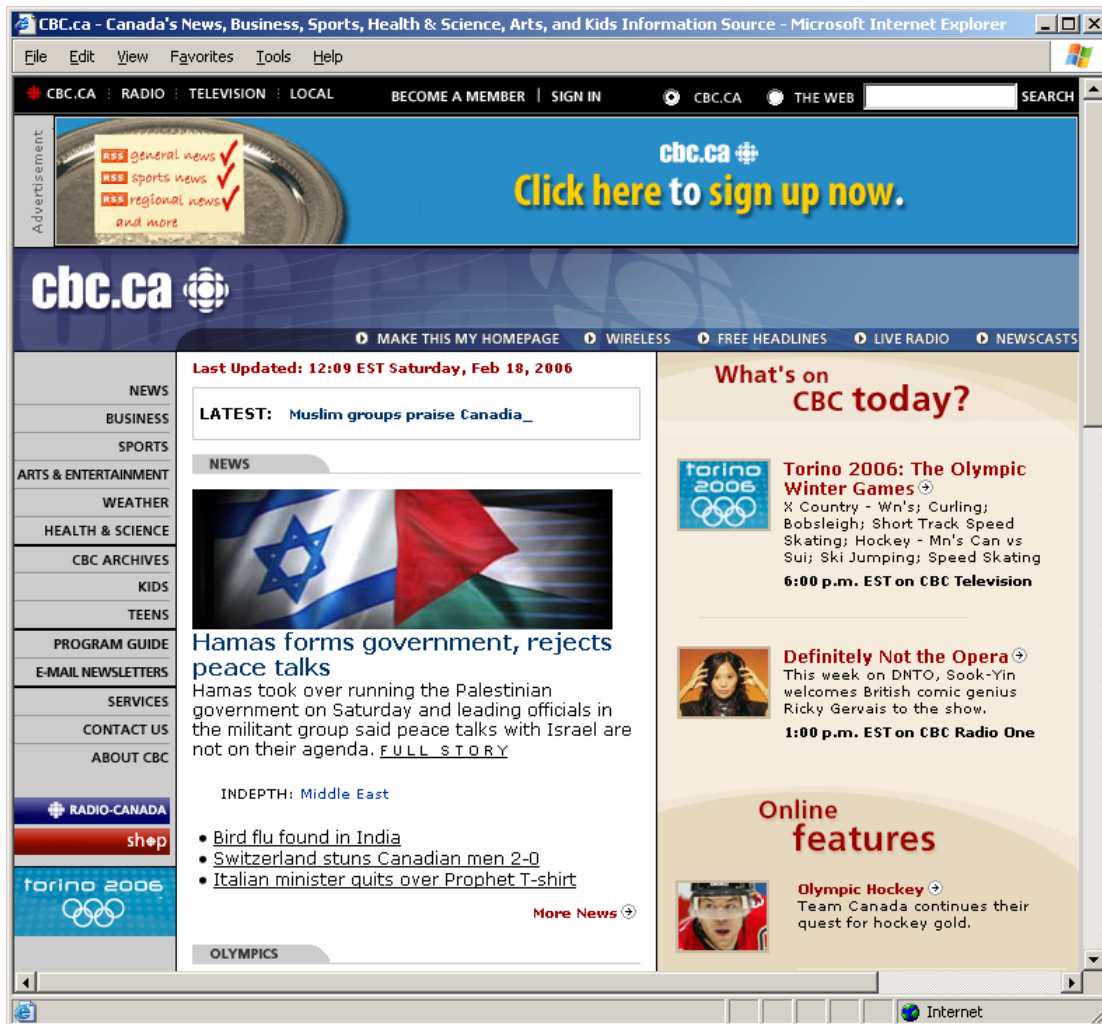 CBC.ca - Canada's News, Business, Sports, Health & Science, Arts, and Kids Information Source - Microsoft Internet Explorer
File Edit View Favorites Tools Help
CBC.CA RADIO TELEVISION LOCAL BECOME A MEMBER | SIGN IN CBC.CA THE WEB SEARCH
Advertisement
RSS general news
RSS sports news
RSS regional news
and more
cbc.ca
Click here to sign up now.
cbc.ca
MAKE THIS MY HOMEPAGE WIRELESS FREE HEADLINES LIVE RADIO NEWSCASTS
NEWS
BUSINESS
SPORTS
ARTS & ENTERTAINMENT
WEATHER
HEALTH & SCIENCE
CBC ARCHIVES
KIDS
TEENS
PROGRAM GUIDE
E-MAIL NEWSLETTERS
SERVICES
CONTACT US
ABOUT CBC
RADIO-CANADA
shop
torino 2006
Last Updated: 12:09 EST Saturday, Feb 18, 2006
LATEST: Muslim groups praise Canadia_
NEWS
Hamas forms government, rejects
peace talks
Hamas took over running the Palestinian
government on Saturday and leading officials in
the militant group said peace talks with Israel are
not on their agenda. FULL STORY
INDEPTH: Middle East
• Bird flu found in India
• Switzerland stuns Canadian men 2-0
• Italian minister quits over Prophet T-shirt
More News
OLYMPICS
What's on
CBC today?
torino
2006
Torino 2006: The Olympic
Winter Games
X Country - Wn's; Curling;
Bobsleigh; Short Track Speed
Skating; Hockey - Mn's Can vs
Sui; Ski Jumping; Speed Skating
6:00 p.m. EST on CBC Television
Definitely Not the Opera
This week on DNTO, Sook-Yin
welcomes British comic genius
Ricky Gervais to the show.
1:00 p.m. EST on CBC Radio One
Online
features
Olympic Hockey
Team Canada continues their
quest for hockey gold.
Internet